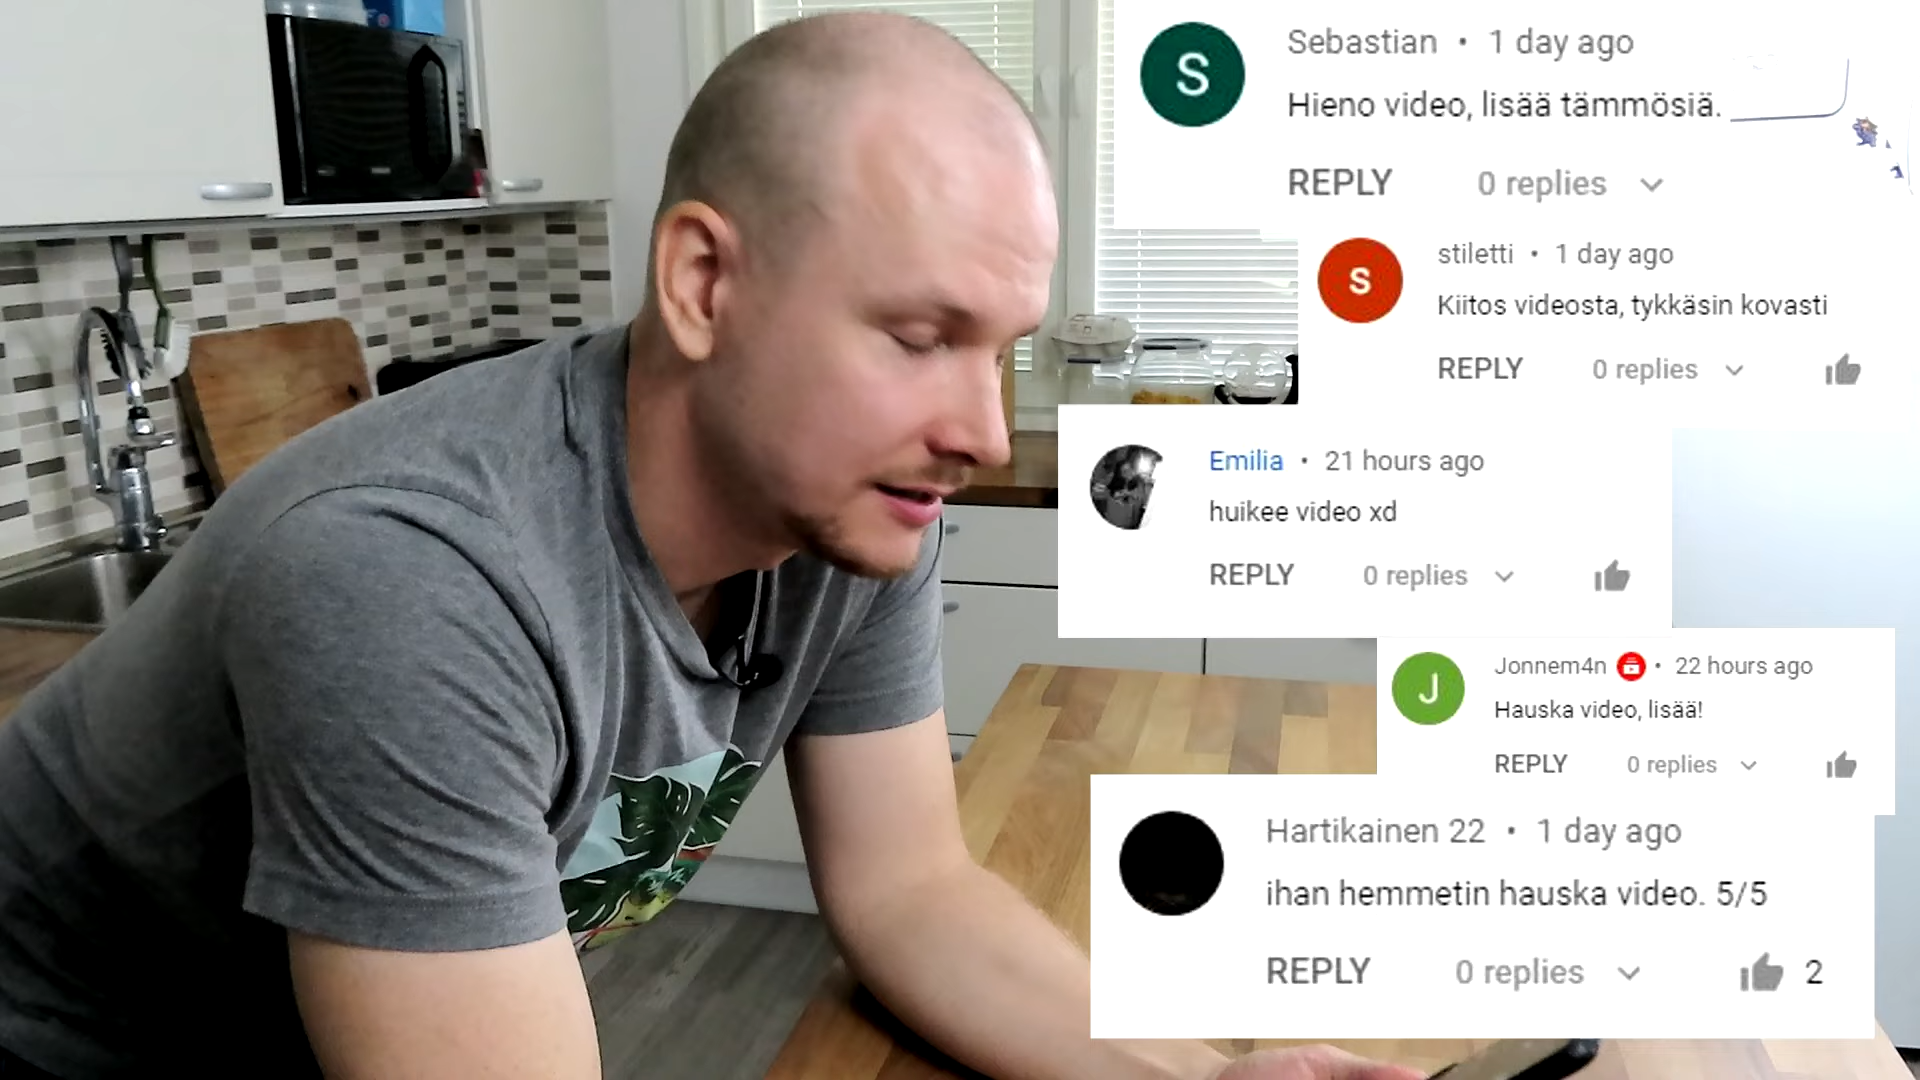 S
Sebastian • 1 day ago
Hieno video, lisää tämmösiä.
REPLY 0 replies
S
stiletti • 1 day ago
Kiitos videosta, tykkäsin kovasti
REPLY 0 replies
Emilia • 21 hours ago
huikee video xd
REPLY 0 replies
J
Jonnem4n • 22 hours ago
Hauska video, lisää!
REPLY 0 replies
Hartikainen 22 • 1 day ago
ihan hemmetin hauska video. 5/5
REPLY 0 replies 2